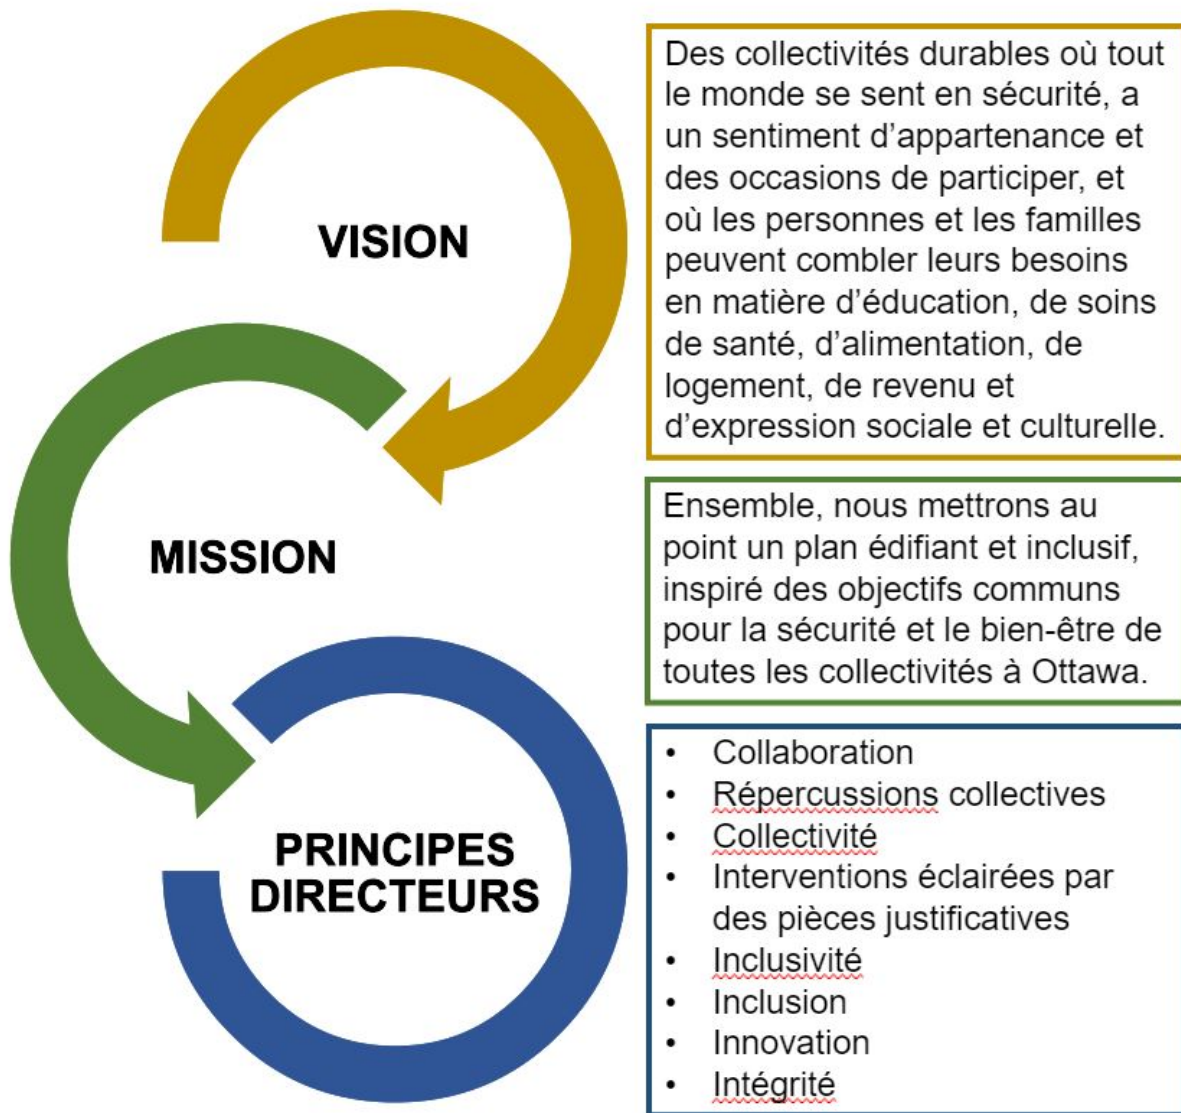 VISION
Des collectivités durables où tout
le monde se sent en sécurité, a
un sentiment d’appartenance et
des occasions de participer, et
où les personnes et les familles
peuvent combler leurs besoins
en matière d’éducation, de soins
de santé, d’alimentation, de
logement, de revenu et
d’expression sociale et culturelle.
MISSION
Ensemble, nous mettrons au
point un plan édifiant et inclusif,
inspiré des objectifs communs
pour la sécurité et le bien-être de
toutes les collectivités à Ottawa.
PRINCIPES
DIRECTEURS
• Collaboration
• Répercussions collectives
• Collectivité
• Interventions éclairées par
des pièces justificatives
• Inclusivité
• Inclusion
• Innovation
• Intégrité